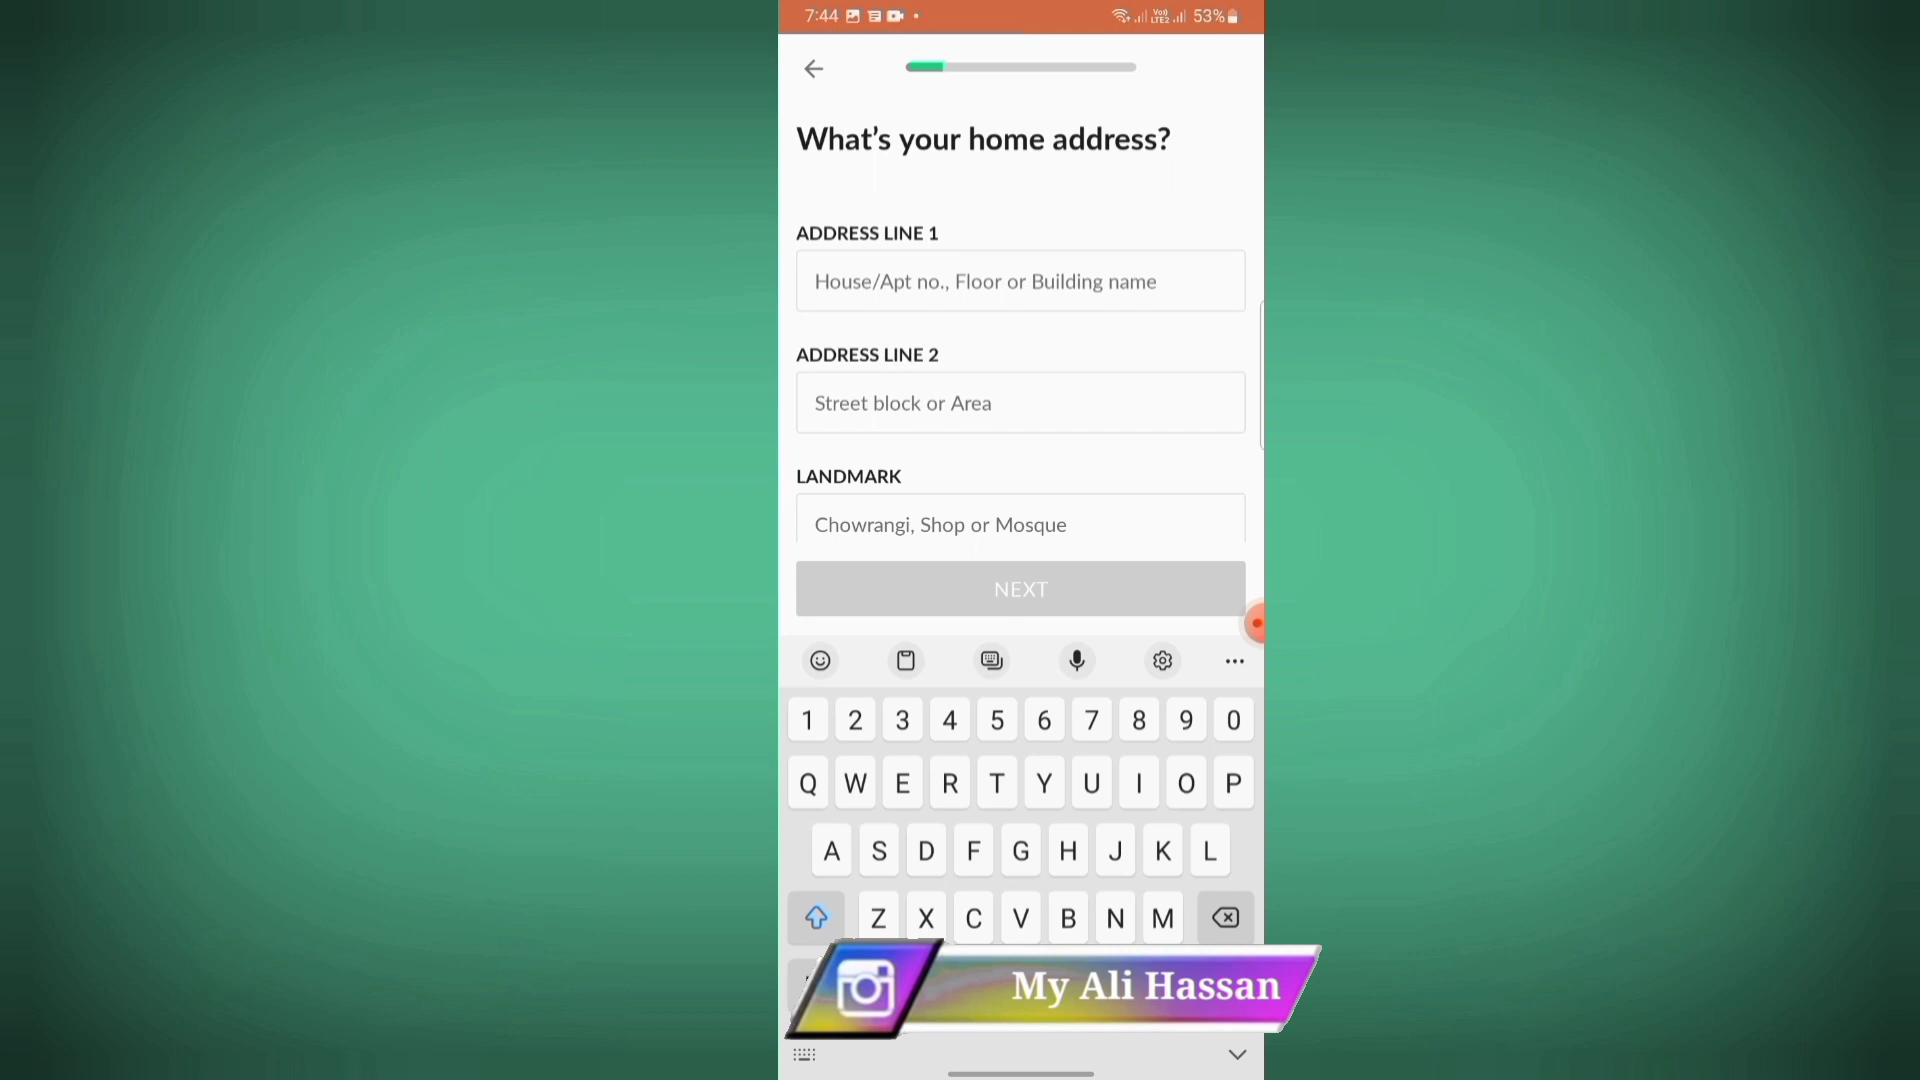 7:44
Vo)) LTE2 53%
What's your home address?
ADDRESS LINE 1
House/Apt no., Floor or Building name
ADDRESS LINE 2
Street block or Area
LANDMARK
Chowrangi, Shop or Mosque
NEXT
1 2 3 4 5 6 7 8 9 0
Q W E R T Y U I O P
A S D F G H J K L
Z X C V B N M
My Ali Hassan